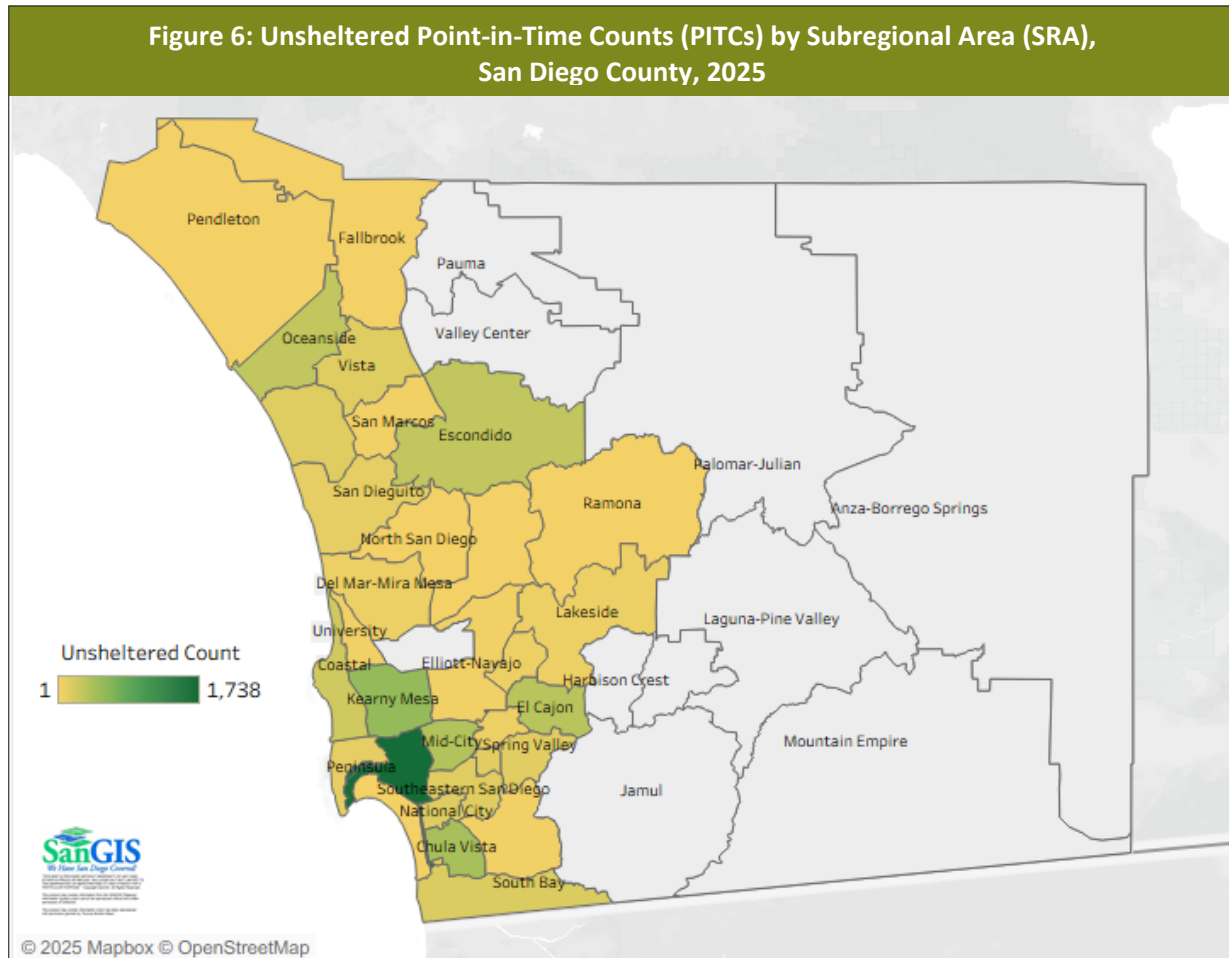 Figure 6: Unsheltered Point-in-Time Counts (PITCs) by Subregional Area (SRA),
San Diego County, 2025
Pendleton
Fallbrook
Pauma
Valley Center
Oceanside
Vista
San Marcos
Escondido
Palomar-Julian
San Dieguito
Ramona
Anza-Borrego Springs
North San Diego
Del Mar-Mira Mesa
Lakeside
Laguna-Pine Valley
University
Unsheltered Count
Elliott-Navajo
Coastal
Harbison Crest
1
1,738
Kearny Mesa
El Cajon
Mid-City
Spring Valley
Mountain Empire
Peninsula
Southeastern San Diego
Jamul
National City
Chula Vista
SanGIS
We Have San Diego Covered!
South Bay
© 2025 Mapbox © OpenStreetMap